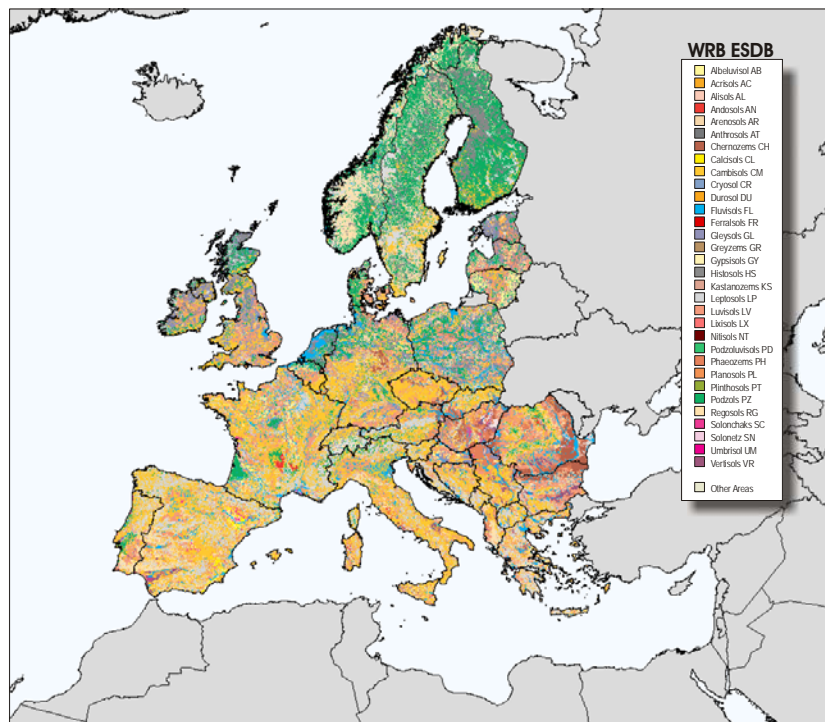 WRB ESDB
Albeluvisol AB
Acrisols AC
Alisols AL
Andosols AN
Arenosols AR
Anthrosols AT
Chernozems CH
Calcisols CL
Cambisols CM
Cryosol CR
Durosol DU
Fluvisols FL
Ferralsols FR
Gleysols GL
Greyzems GR
Gypsisols GY
Histosols HS
Kastanozems KS
Leptosols LP
Luvisols LV
Lixisols LX
Nitisols NT
Podzoluvisols PD
Phaeozems PH
Planosols PL
Plinthosols PT
Podzols PZ
Regosols RG
Solonchaks SC
Solonetz SN
Umbrisol UM
Vertisols VR
Other Areas